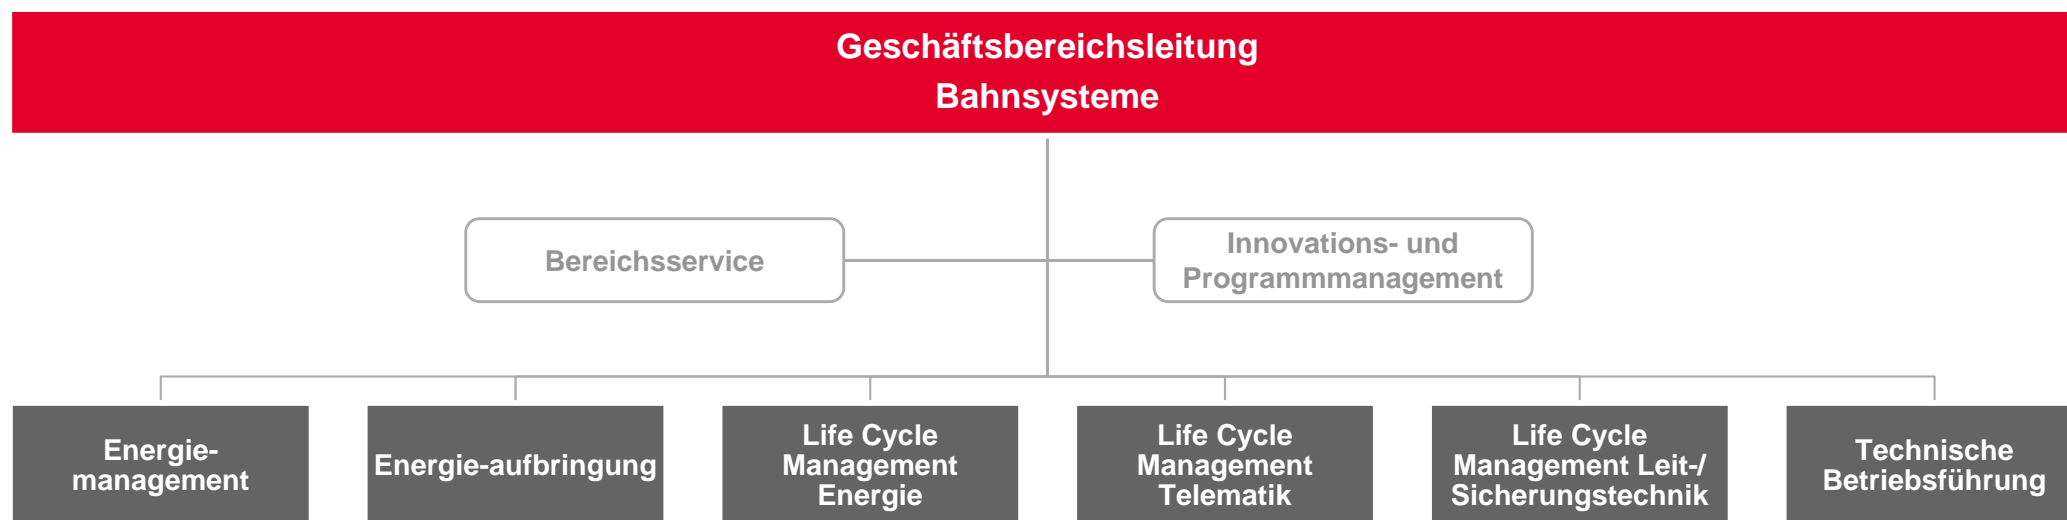 Geschäftsbereichsleitung
Bahnsysteme
Bereichsservice
Innovations- und
Programmmanagement
Energie-
management
Energie-aufbringung
Life Cycle
Management
Energie
Life Cycle
Management
Telematik
Life Cycle
Management Leit-/
Sicherungstechnik
Technische
Betriebsführung